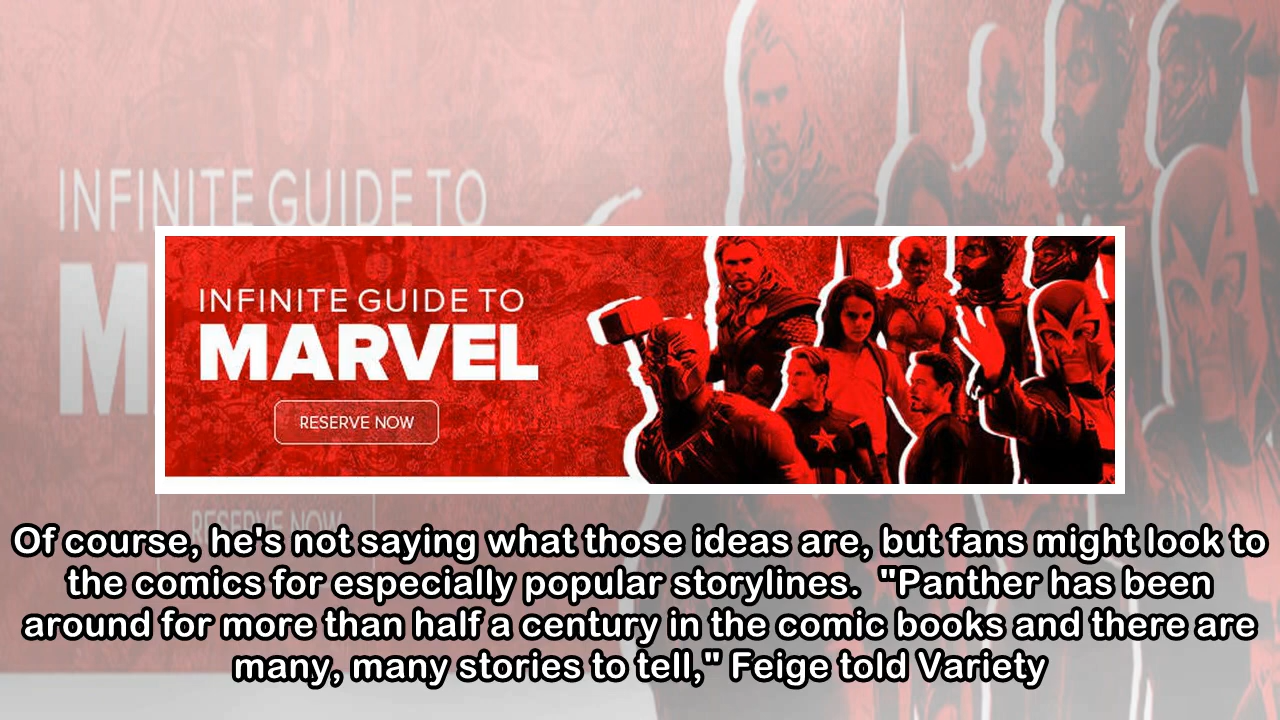 INFINITE GUIDE TO
M
INFINITE GUIDE TO
MARVEL
RESERVE NOW
RESERVE NOW
Of course, he's not saying what those ideas are, but fans might look to
the comics for especially popular storylines.  "Panther has been
around for more than half a century in the comic books and there are
many, many stories to tell," Feige told Variety